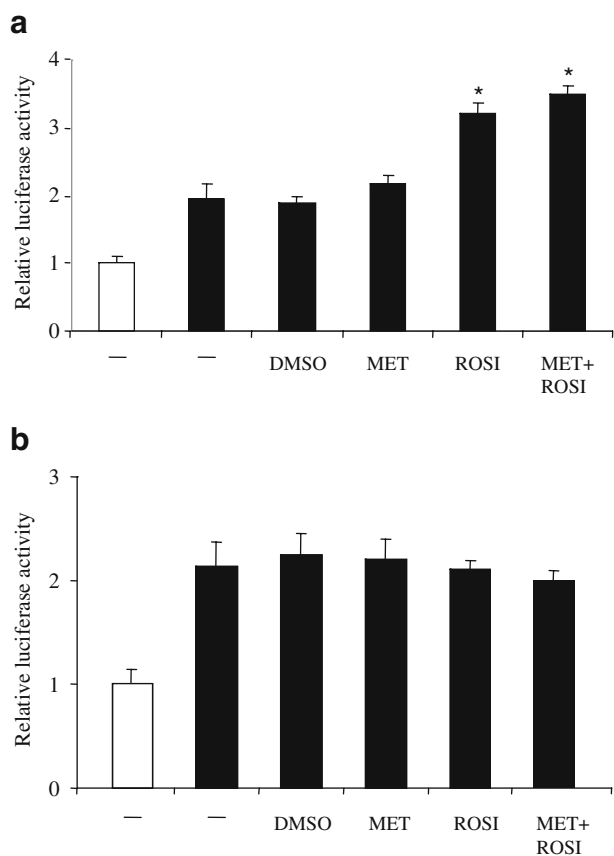 a
Relative luciferase activity
4
3
2
1
0
* *
— — DMSO MET ROSI MET+
ROSI
b
Relative luciferase activity
3
2
1
0
— — DMSO MET ROSI MET+
ROSI